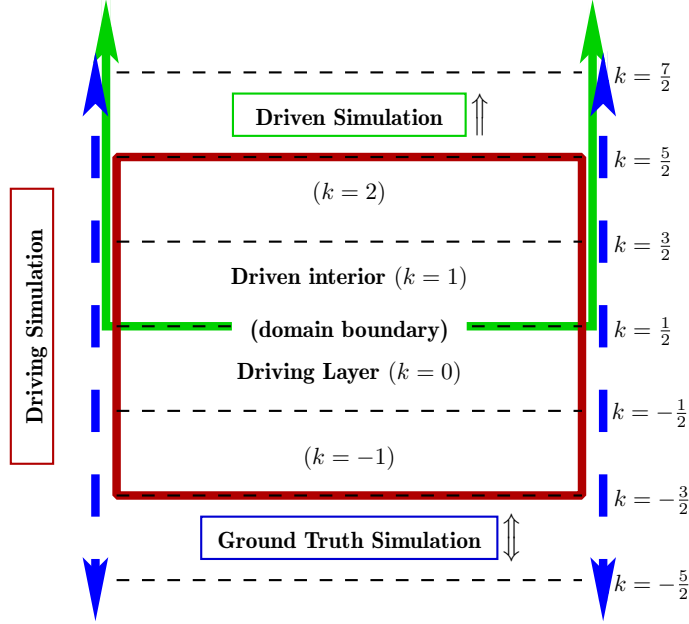 k = 7/2
Driven Simulation ⇑
k = 5/2
(k = 2)
k = 3/2
Driven interior (k = 1)
(domain boundary)
k = 1/2
Driving Layer (k = 0)
k = −1/2
(k = −1)
k = −3/2
Ground Truth Simulation ⇕
k = −5/2
Driving Simulation